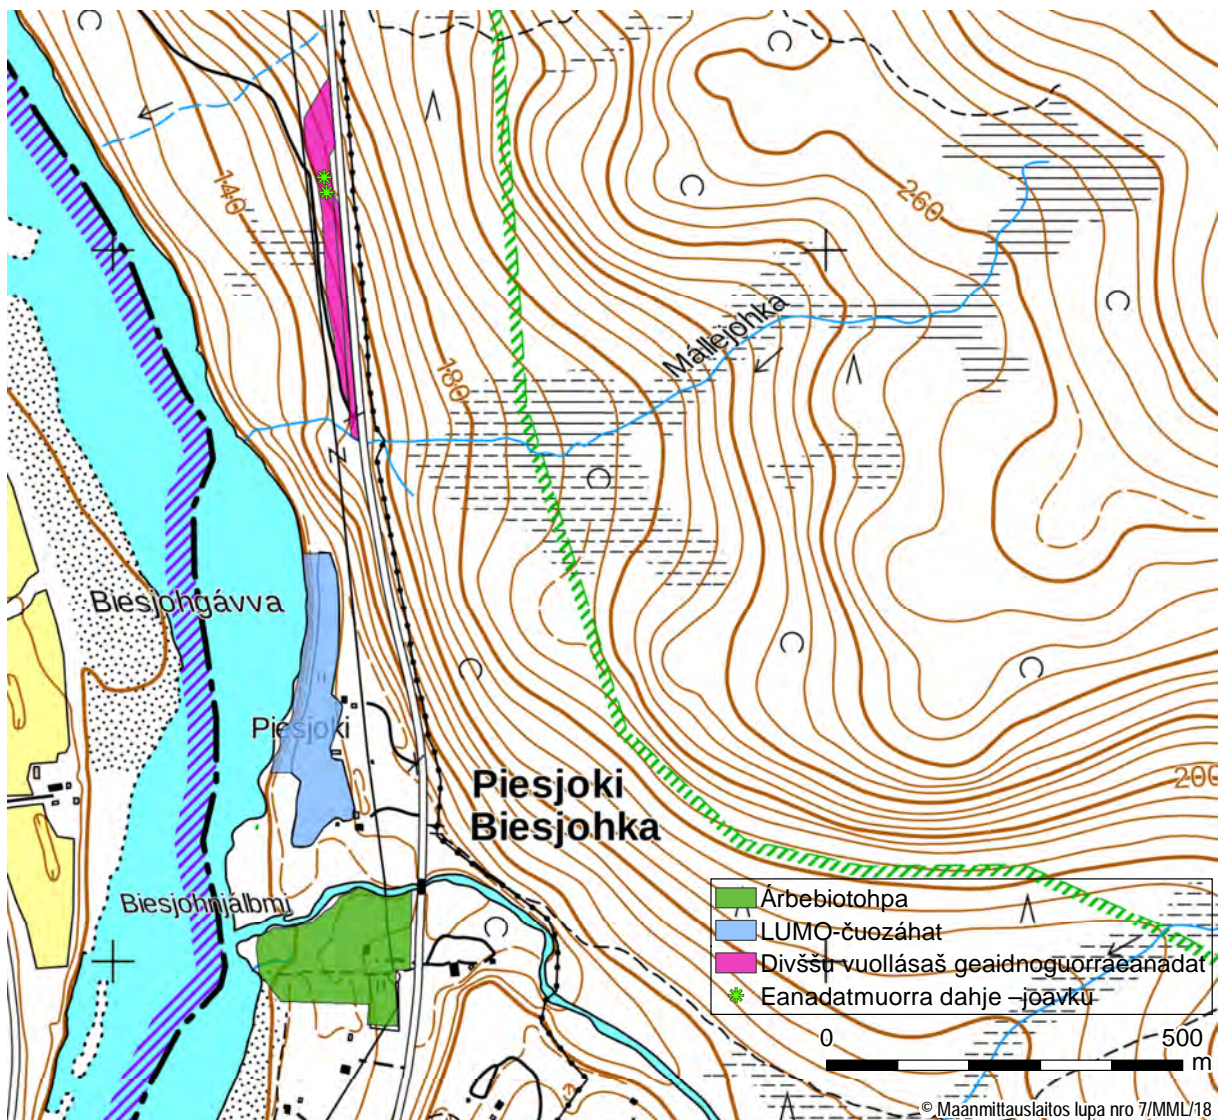 140
260
Mállejohka
180
Z
Biesjohgávva
Piesjoki
Piesjoki
Biesjohka
200
Biesjohnjálbmi
Árbebiotohpa
LUMO-čuozáhat
Divššu vuollásaš geaidnoguorraeanadat
Eanadatmuorra dahje –joavku
0 500
m
© Maanmittauslaitos lupa nro 7/MML/18